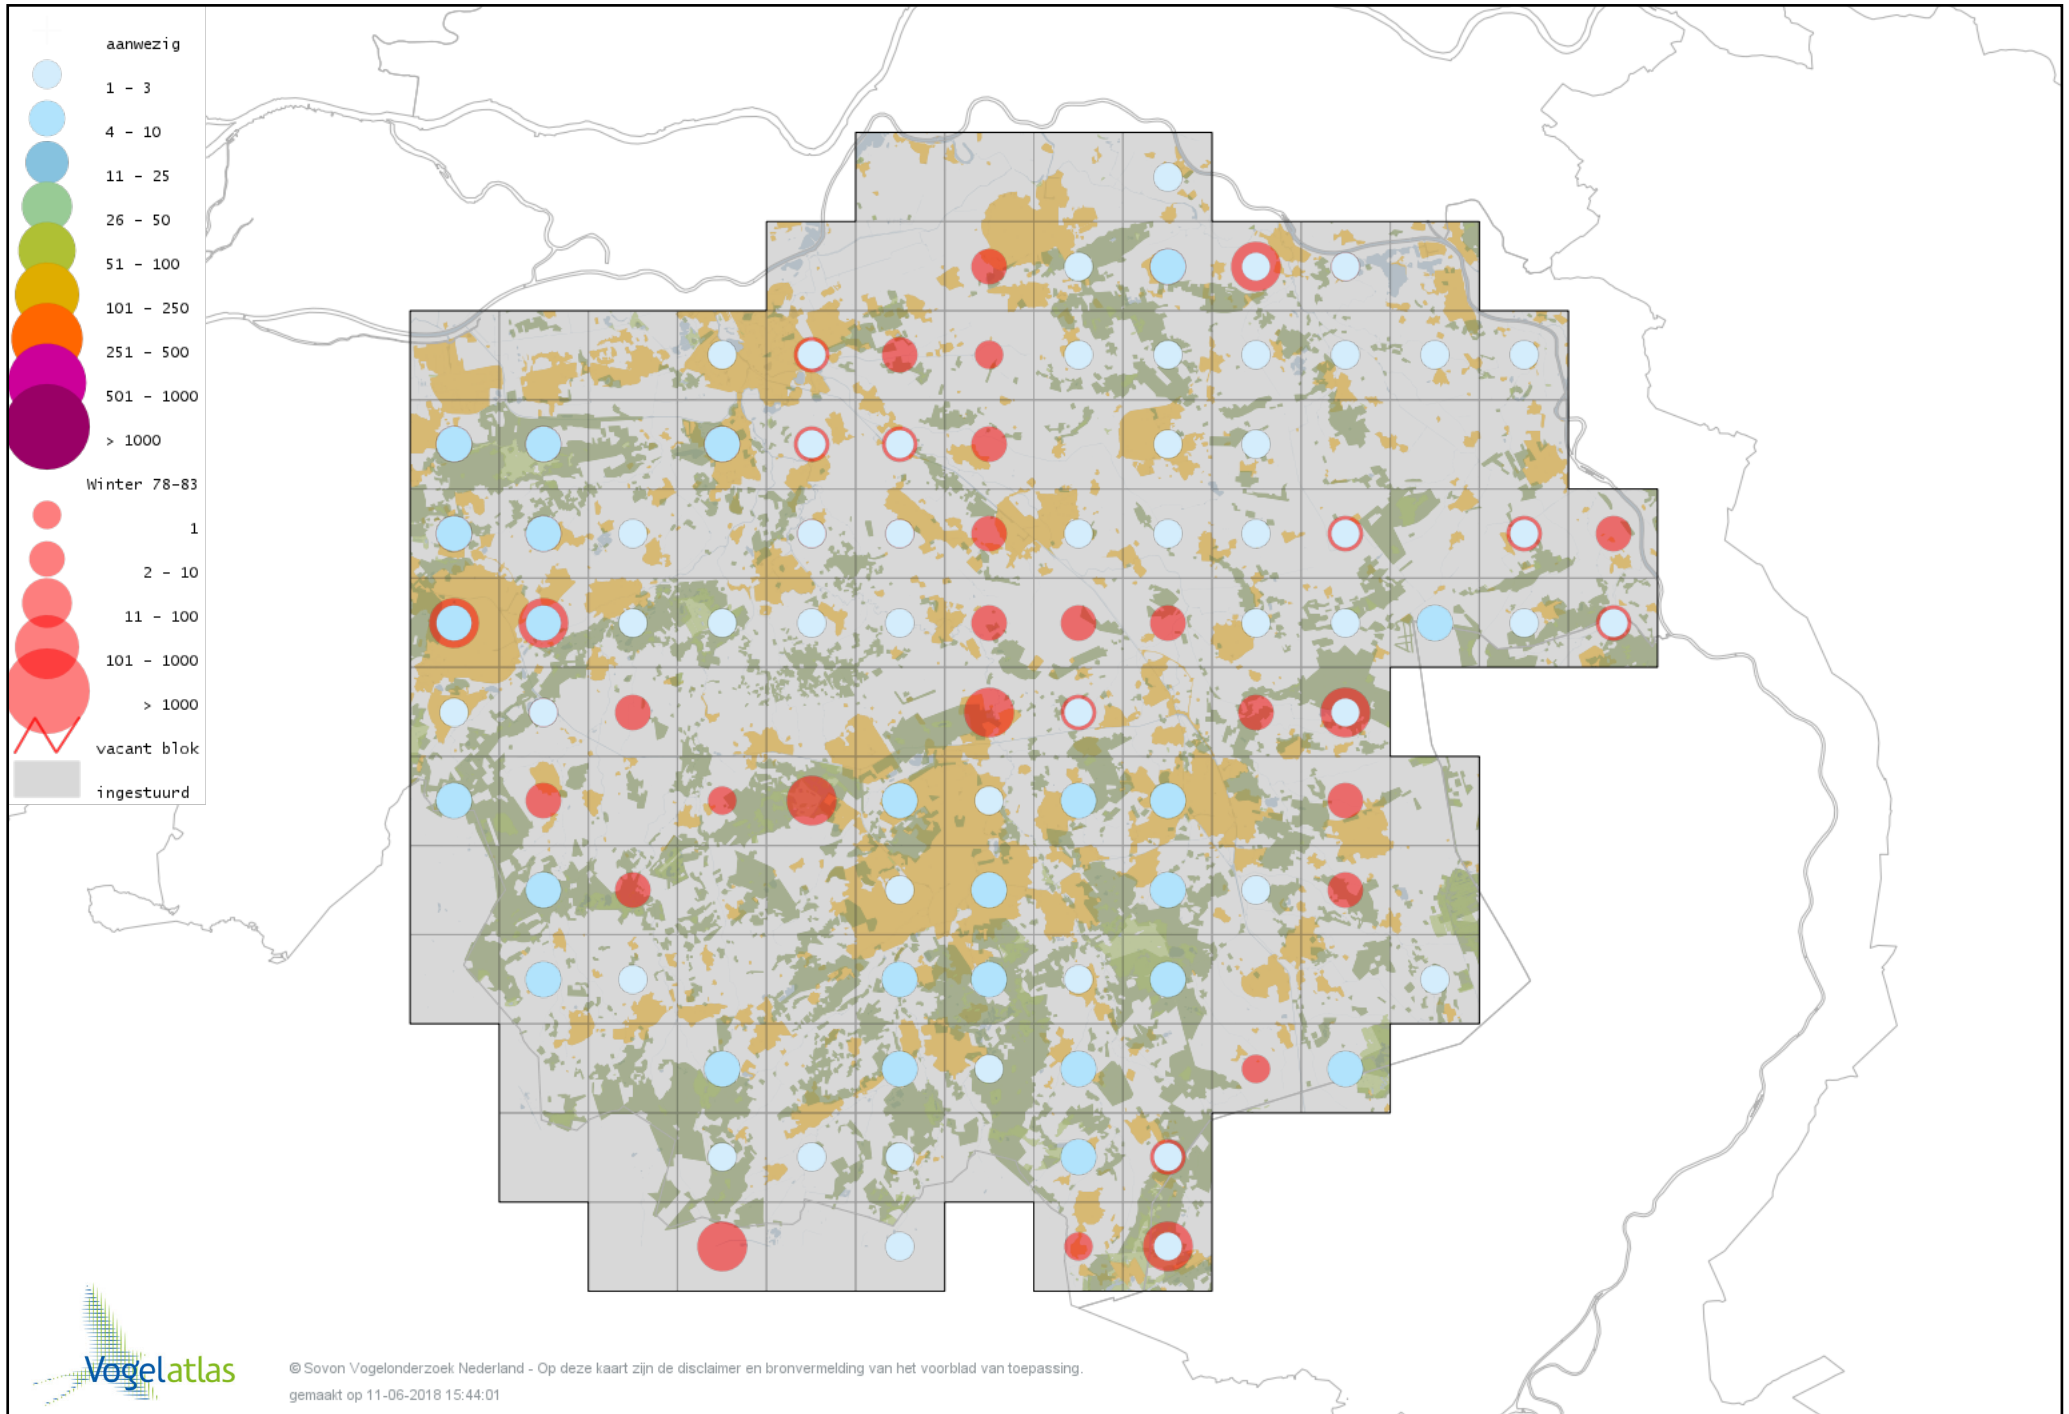 aanwezig
1 - 3
4 - 10
11 - 25
26 - 50
51 - 100
101 - 250
251 - 500
501 - 1000
> 1000
Winter 78-83
1
2 - 10
11 - 100
101 - 1000
> 1000
vacant blok
ingestuurd
Vogelatlas
© Sovon Vogelonderzoek Nederland - Op deze kaart zijn de disclaimer en bronvermelding van het voorblad van toepassing.
gemaakt op 11-06-2018 15:44:01